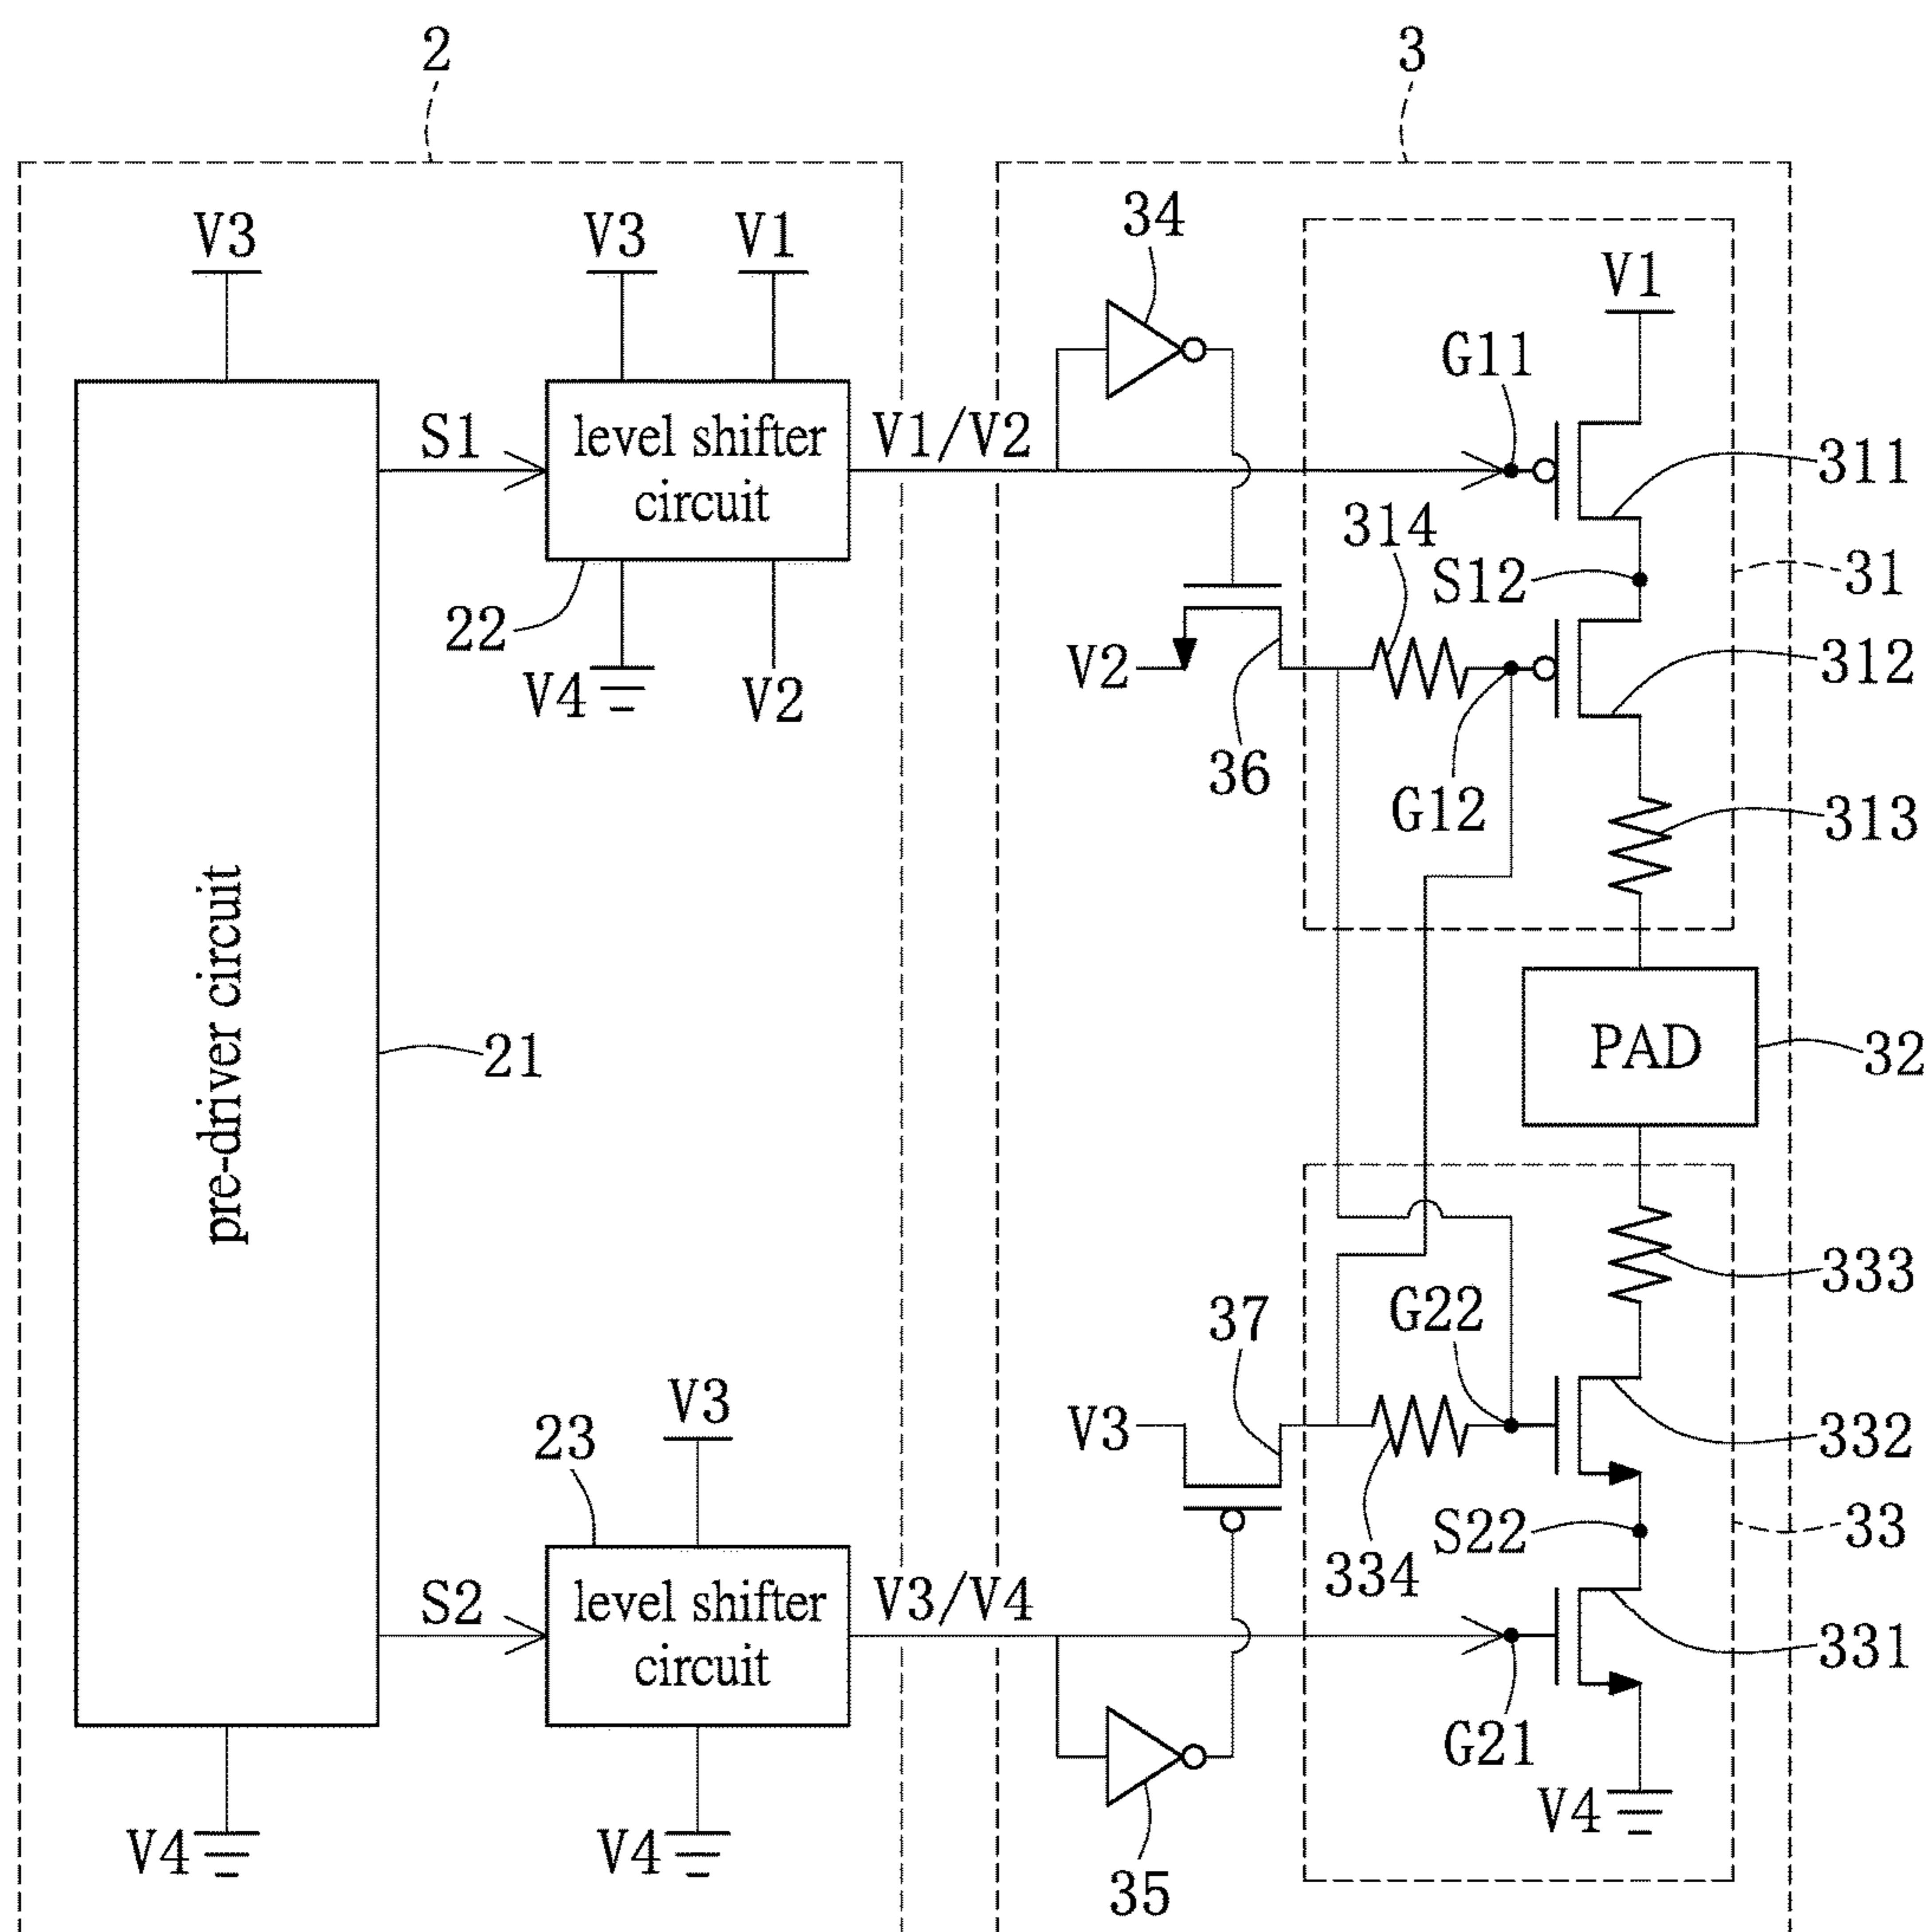 2
3
V3
V3
V1
34
V1
G11
S1
level shifter
circuit
V1/V2
311
314
S12
31
22
V4
V2
V2
312
36
G12
313
pre-driver circuit
21
PAD
32
333
37
G22
V3
23
V3
332
S22
33
334
S2
level shifter
circuit
V3/V4
331
G21
V4
V4
V4
35